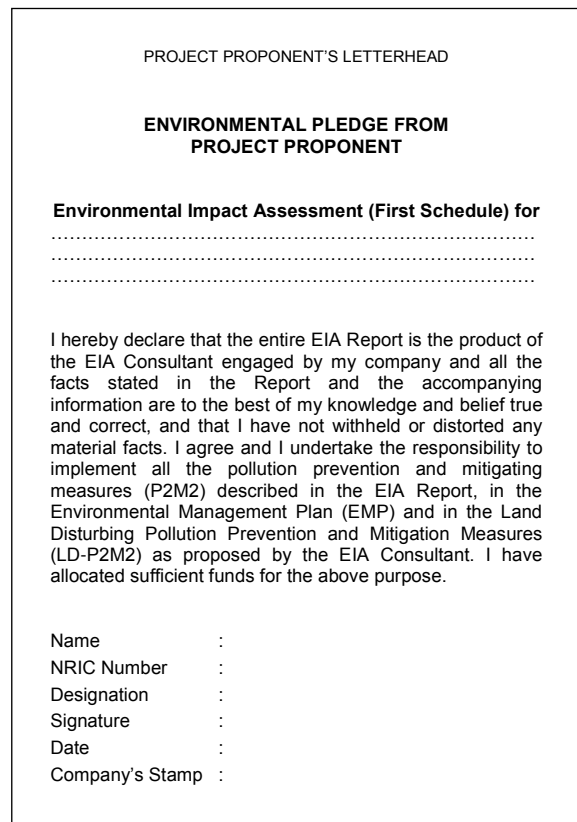 PROJECT PROPONENT’S LETTERHEAD
ENVIRONMENTAL PLEDGE FROM
PROJECT PROPONENT
Environmental Impact Assessment (First Schedule) for
……………………………………………………………………
……………………………………………………………………
……………………………………………………………………
I hereby declare that the entire EIA Report is the product of
the EIA Consultant engaged by my company and all the
facts stated in the Report and the accompanying
information are to the best of my knowledge and belief true
and correct, and that I have not withheld or distorted any
material facts. I agree and I undertake the responsibility to
implement all the pollution prevention and mitigating
measures (P2M2) described in the EIA Report, in the
Environmental Management Plan (EMP) and in the Land
Disturbing Pollution Prevention and Mitigation Measures
(LD-P2M2) as proposed by the EIA Consultant. I have
allocated sufficient funds for the above purpose.
Name :
NRIC Number :
Designation :
Signature :
Date :
Company’s Stamp :